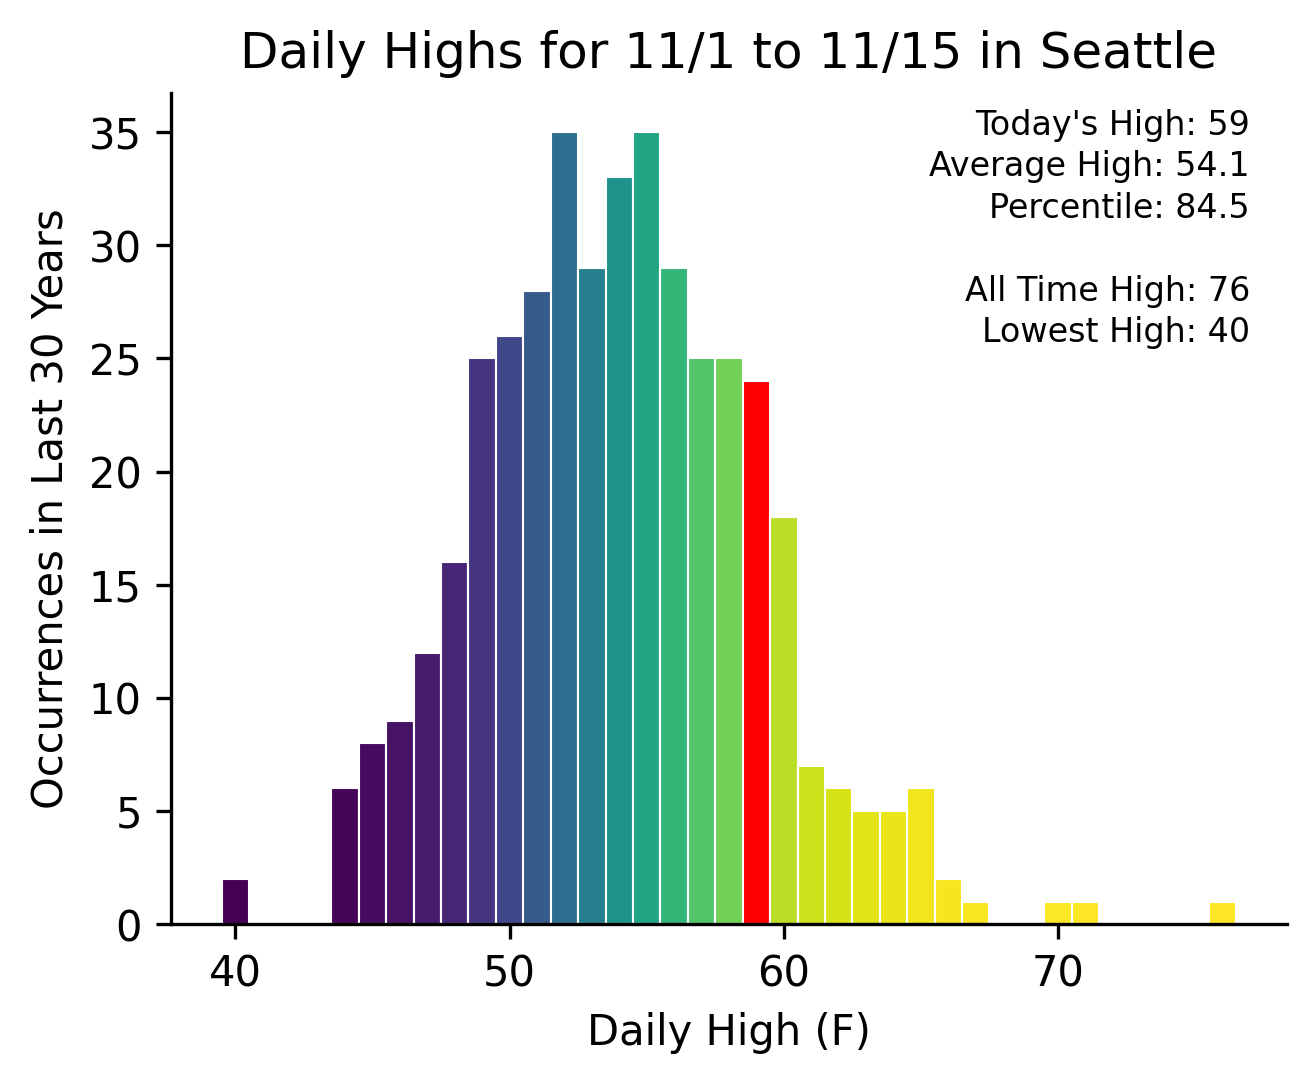 Daily Highs for 11/1 to 11/15 in Seattle
Today's High: 59
Average High: 54.1
Percentile: 84.5
All Time High: 76
Lowest High: 40
Occurrences in Last 30 Years
35
30
25
20
15
10
5
0
40 50 60 70
Daily High (F)